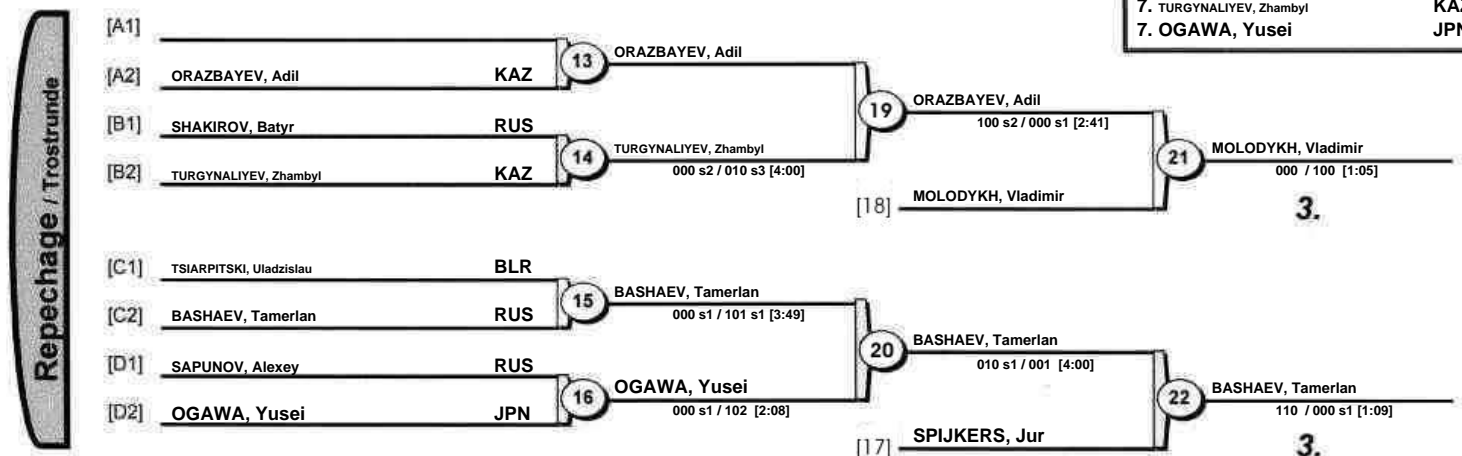 7. TURGYNALIYEV, Zhambyl KAZ
7. OGAWA, Yusei JPN
Repechage / Trostrunde
[A1]
[A2] ORAZBAYEV, Adil KAZ
13 ORAZBAYEV, Adil
[B1] SHAKIROV, Batyr RUS
[B2] TURGYNALIYEV, Zhambyl KAZ
14 TURGYNALIYEV, Zhambyl
000 s2 / 010 s3 [4:00]
19 ORAZBAYEV, Adil
100 s2 / 000 s1 [2:41]
[18] MOLODYKH, Vladimir
21 MOLODYKH, Vladimir
000 / 100 [1:05]
3.
[C1] TSIARPITSKI, Uladzislau BLR
[C2] BASHAEV, Tamerlan RUS
15 BASHAEV, Tamerlan
000 s1 / 101 s1 [3:49]
[D1] SAPUNOV, Alexey RUS
[D2] OGAWA, Yusei JPN
16 OGAWA, Yusei
000 s1 / 102 [2:08]
20 BASHAEV, Tamerlan
010 s1 / 001 [4:00]
[17] SPIJKERS, Jur
22 BASHAEV, Tamerlan
110 / 000 s1 [1:09]
3.